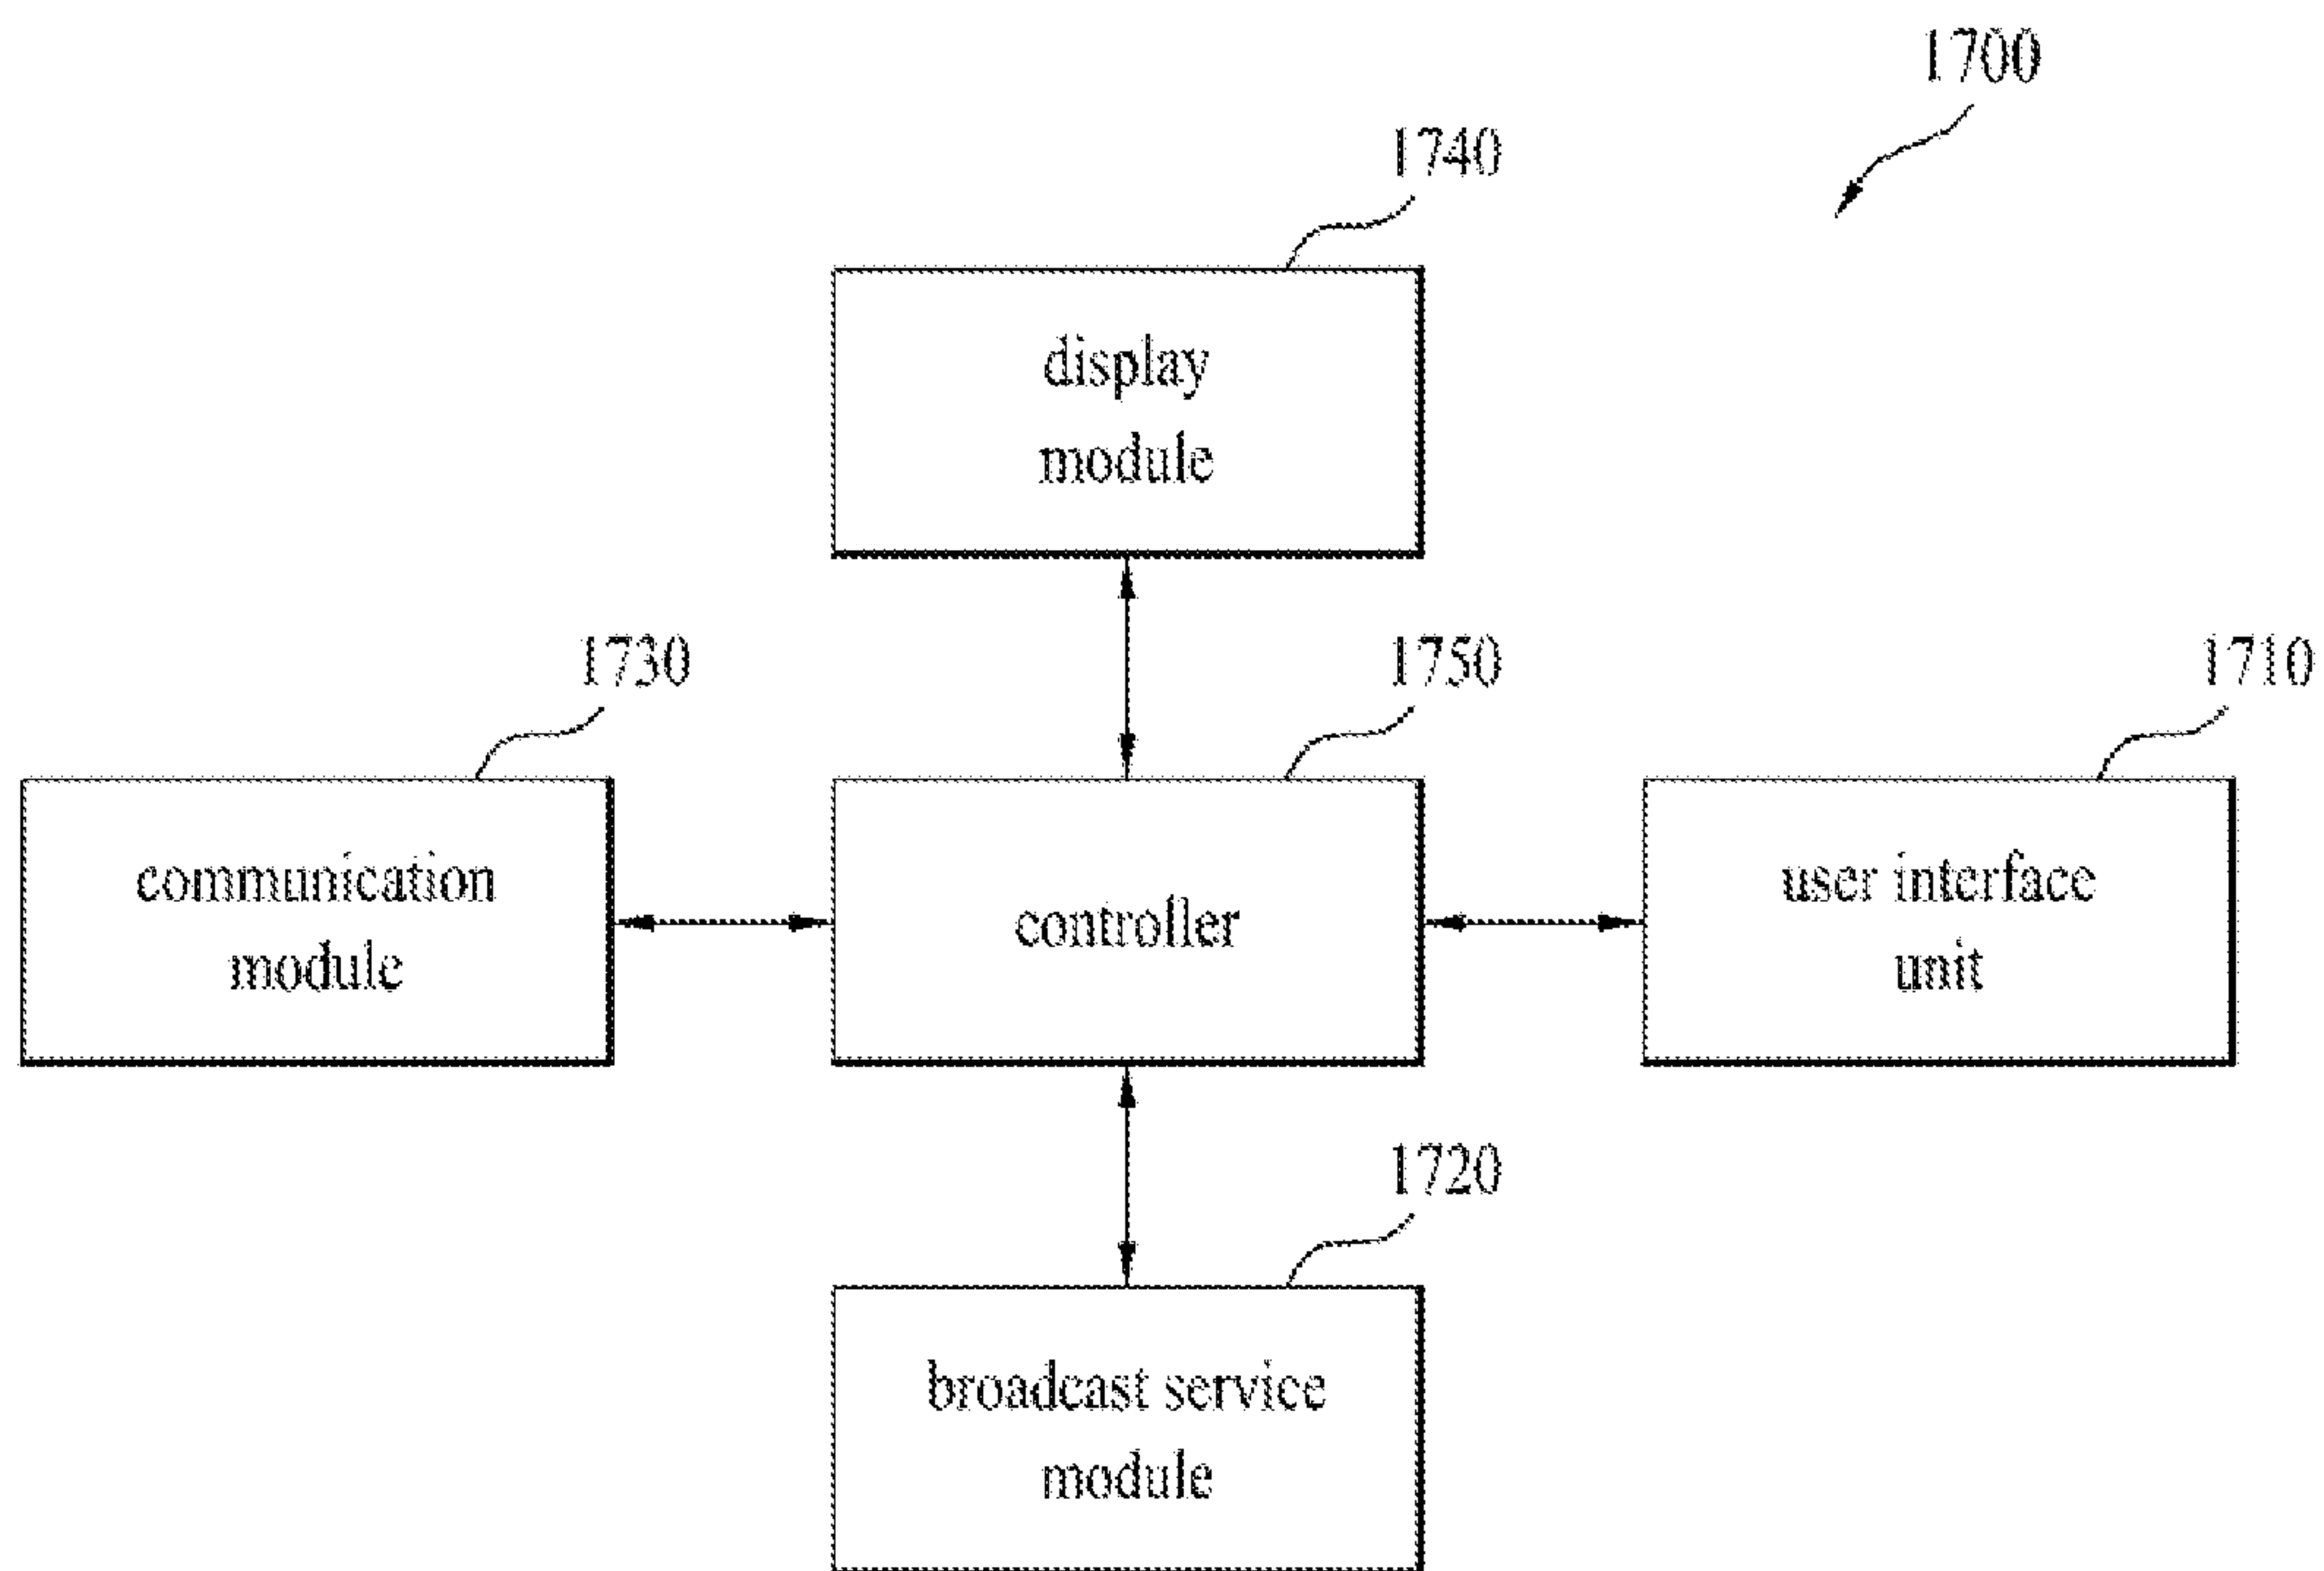 1700
1740
display
module
1730
1750
1710
communication
module
controller
user interface
unit
1720
broadcast service
module